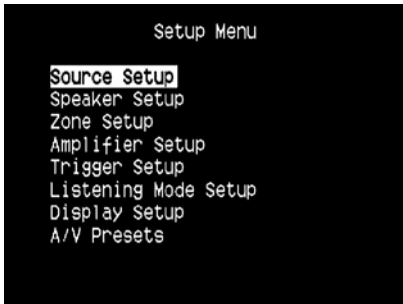 Setup Menu
Source Setup
Speaker Setup
Zone Setup
Amplifier Setup
Trigger Setup
Listening Mode Setup
Display Setup
A/V Presets